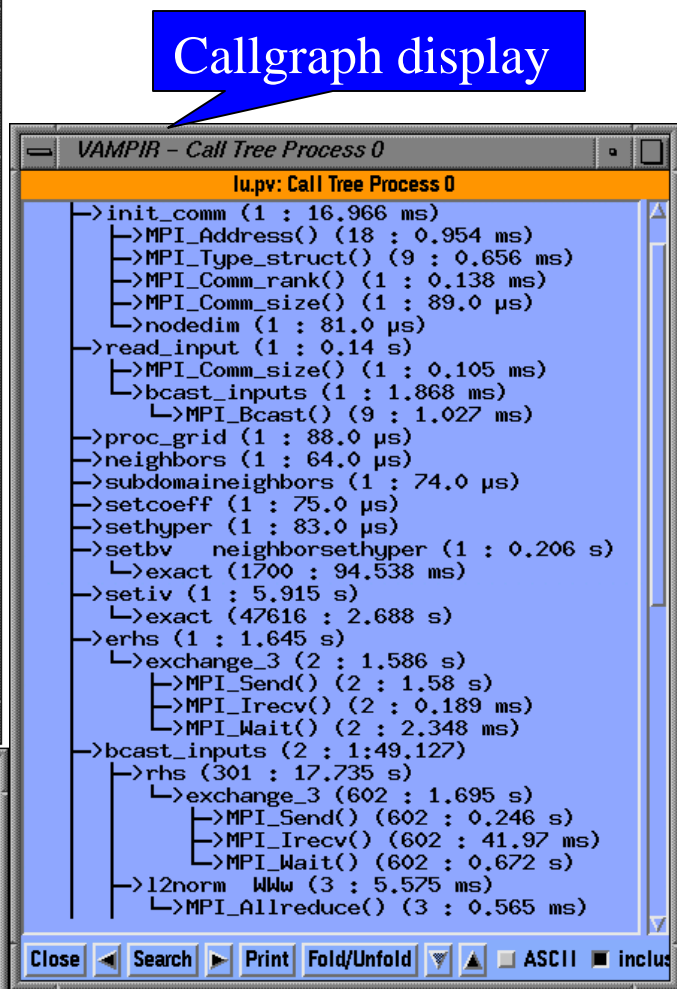 Callgraph display
VAMPIR – Call Tree Process 0
lu.pv: Call Tree Process 0
init_comm (1 : 16.966 ms)
MPI_Address() (18 : 0.954 ms)
MPI_Type_struct() (9 : 0.656 ms)
MPI_Comm_rank() (1 : 0.138 ms)
MPI_Comm_size() (1 : 89.0 µs)
nodedim (1 : 81.0 µs)
read_input (1 : 0.14 s)
MPI_Comm_size() (1 : 0.105 ms)
bcast_inputs (1 : 1.868 ms)
MPI_Bcast() (9 : 1.027 ms)
proc_grid (1 : 88.0 µs)
neighbors (1 : 64.0 µs)
subdomaineighbors (1 : 74.0 µs)
setcoeff (1 : 75.0 µs)
sethyper (1 : 83.0 µs)
setbv neighborsethyper (1 : 0.206 s)
exact (1700 : 94.538 ms)
setiv (1 : 5.915 s)
exact (47616 : 2.688 s)
erhs (1 : 1.645 s)
exchange_3 (2 : 1.586 s)
MPI_Send() (2 : 1.58 s)
MPI_Irecv() (2 : 0.189 ms)
MPI_Wait() (2 : 2.348 ms)
bcast_inputs (2 : 1:49.127)
rhs (301 : 17.735 s)
exchange_3 (602 : 1.695 s)
MPI_Send() (602 : 0.246 s)
MPI_Irecv() (602 : 41.97 ms)
MPI_Wait() (602 : 0.672 s)
l2norm WWw (3 : 5.575 ms)
MPI_Allreduce() (3 : 0.565 ms)
Close Search Print Fold/Unfold ASCII inclus